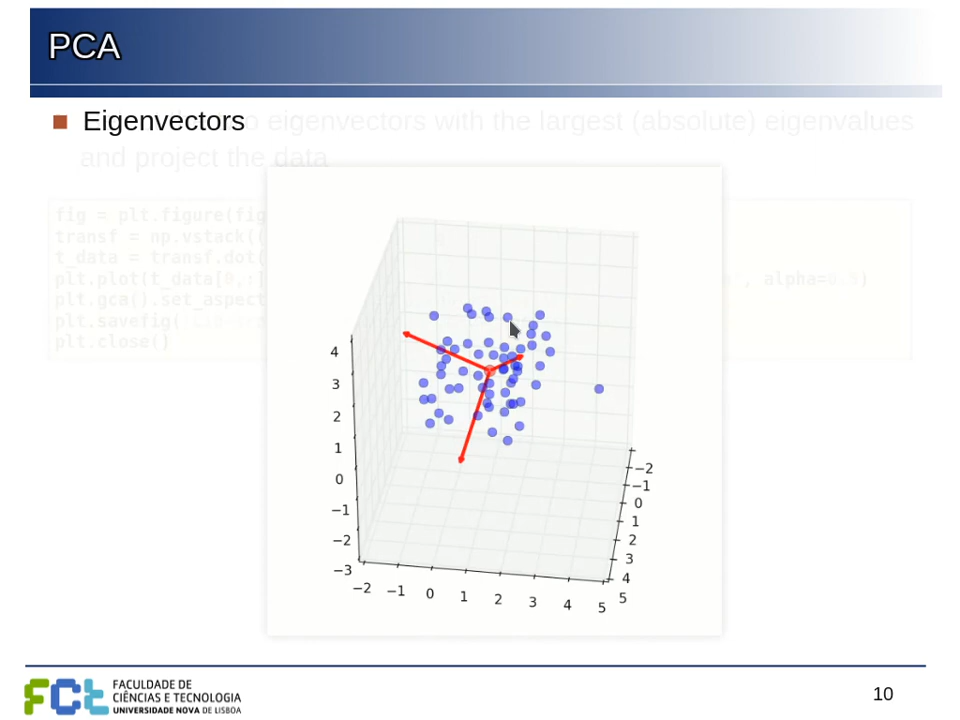 PCA
Eigenvectors
o eigenvectors with the largest (absolute) eigenvalues
and project the data
fig = plt.figure(fig
transf = np.vstack((
t_data = transf.dot(
plt.plot(t_data[0,:]
, alpha=0.5)
plt.gca().set_aspect
plt.savefig(
plt.close()
4
3
2
1
0
−1
−2
−3
−2
−1
0
1
2
3
4
5
−2 −1 0 1 2 3 4 5
FCt
FACULDADE DE
CIÊNCIAS E TECNOLOGIA
UNIVERSIDADE NOVA DE LISBOA
10